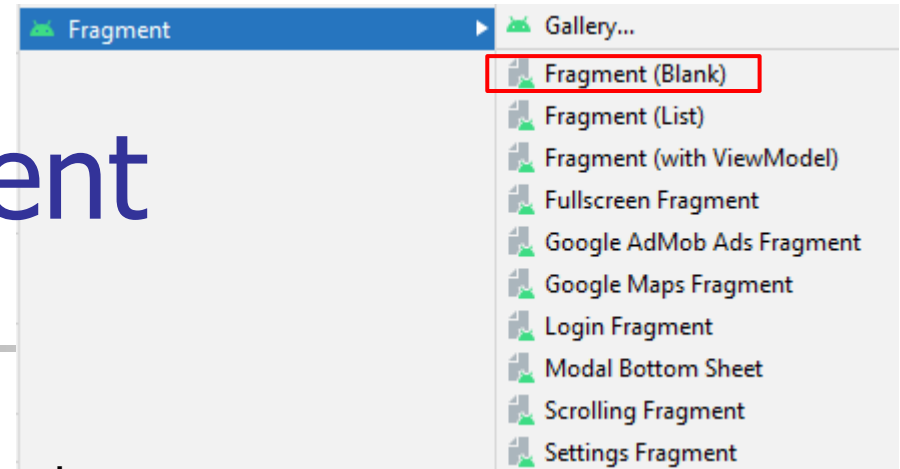 Fragment
Gallery...
Fragment (Blank)
Fragment (List)
ent
Fragment (with ViewModel)
Fullscreen Fragment
Google AdMob Ads Fragment
Google Maps Fragment
Login Fragment
Modal Bottom Sheet
Scrolling Fragment
Settings Fragment